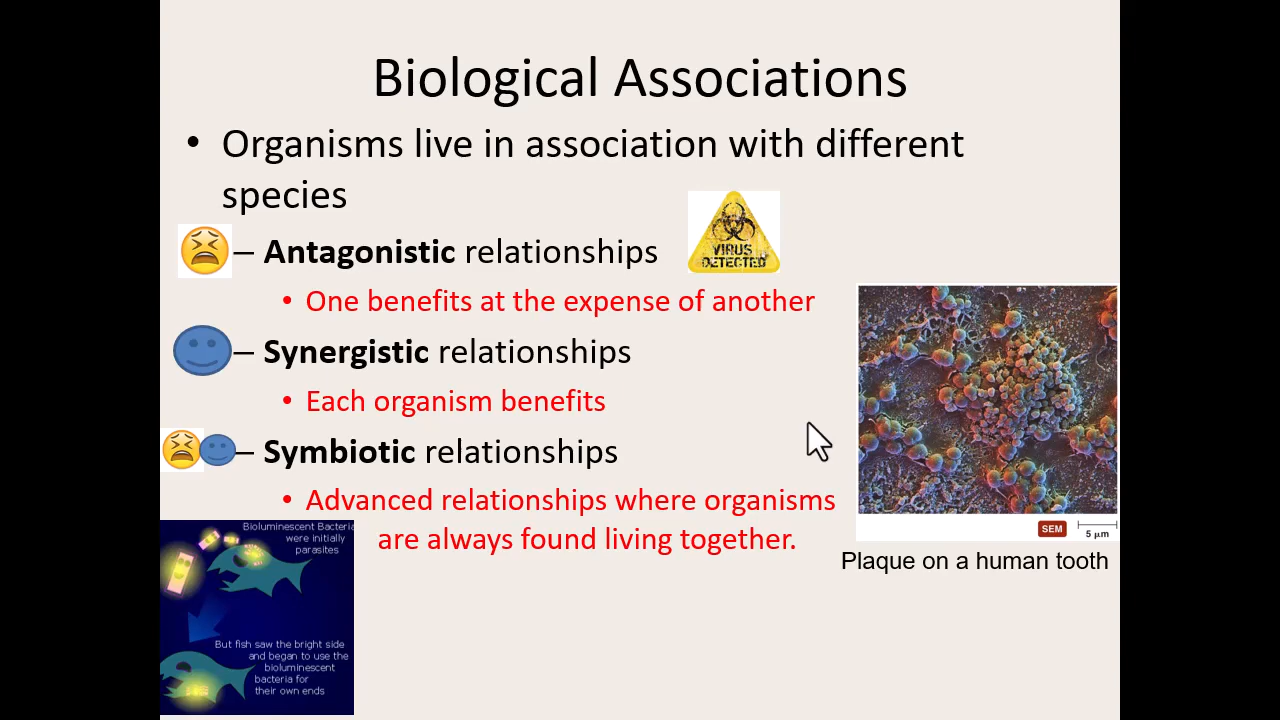 Biological Associations
• Organisms live in association with different
species
VIRUS
DETECTED
– Antagonistic relationships
• One benefits at the expense of another
– Synergistic relationships
• Each organism benefits
– Symbiotic relationships
• Advanced relationships where organisms
are always found living together.
SEM
5 µm
Plaque on a human tooth
Bioluminescent Bacteria
were initially
parasites
But fish saw the bright side
and began to use the
bioluminescent
bacteria for
their own ends